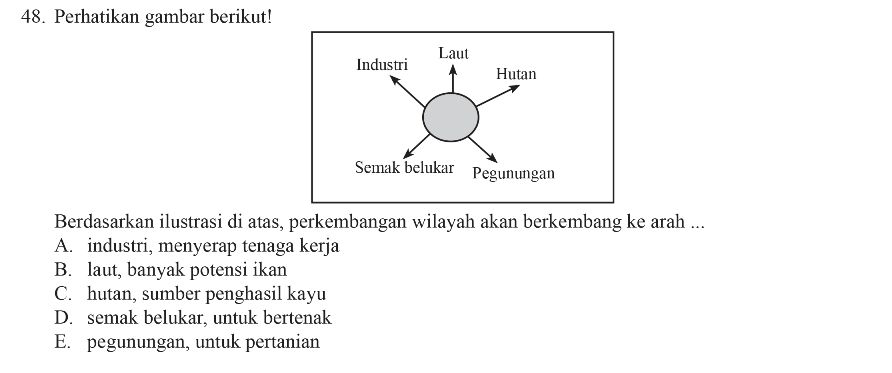 48. Perhatikan gambar berikut!
Laut
Industri
Hutan
Semak belukar
Pegunungan
Berdasarkan ilustrasi di atas, perkembangan wilayah akan berkembang ke arah ...
A. industri, menyerap tenaga kerja
B. laut, banyak potensi ikan
C. hutan, sumber penghasil kayu
D. semak belukar, untuk bertenak
E. pegunungan, untuk pertanian